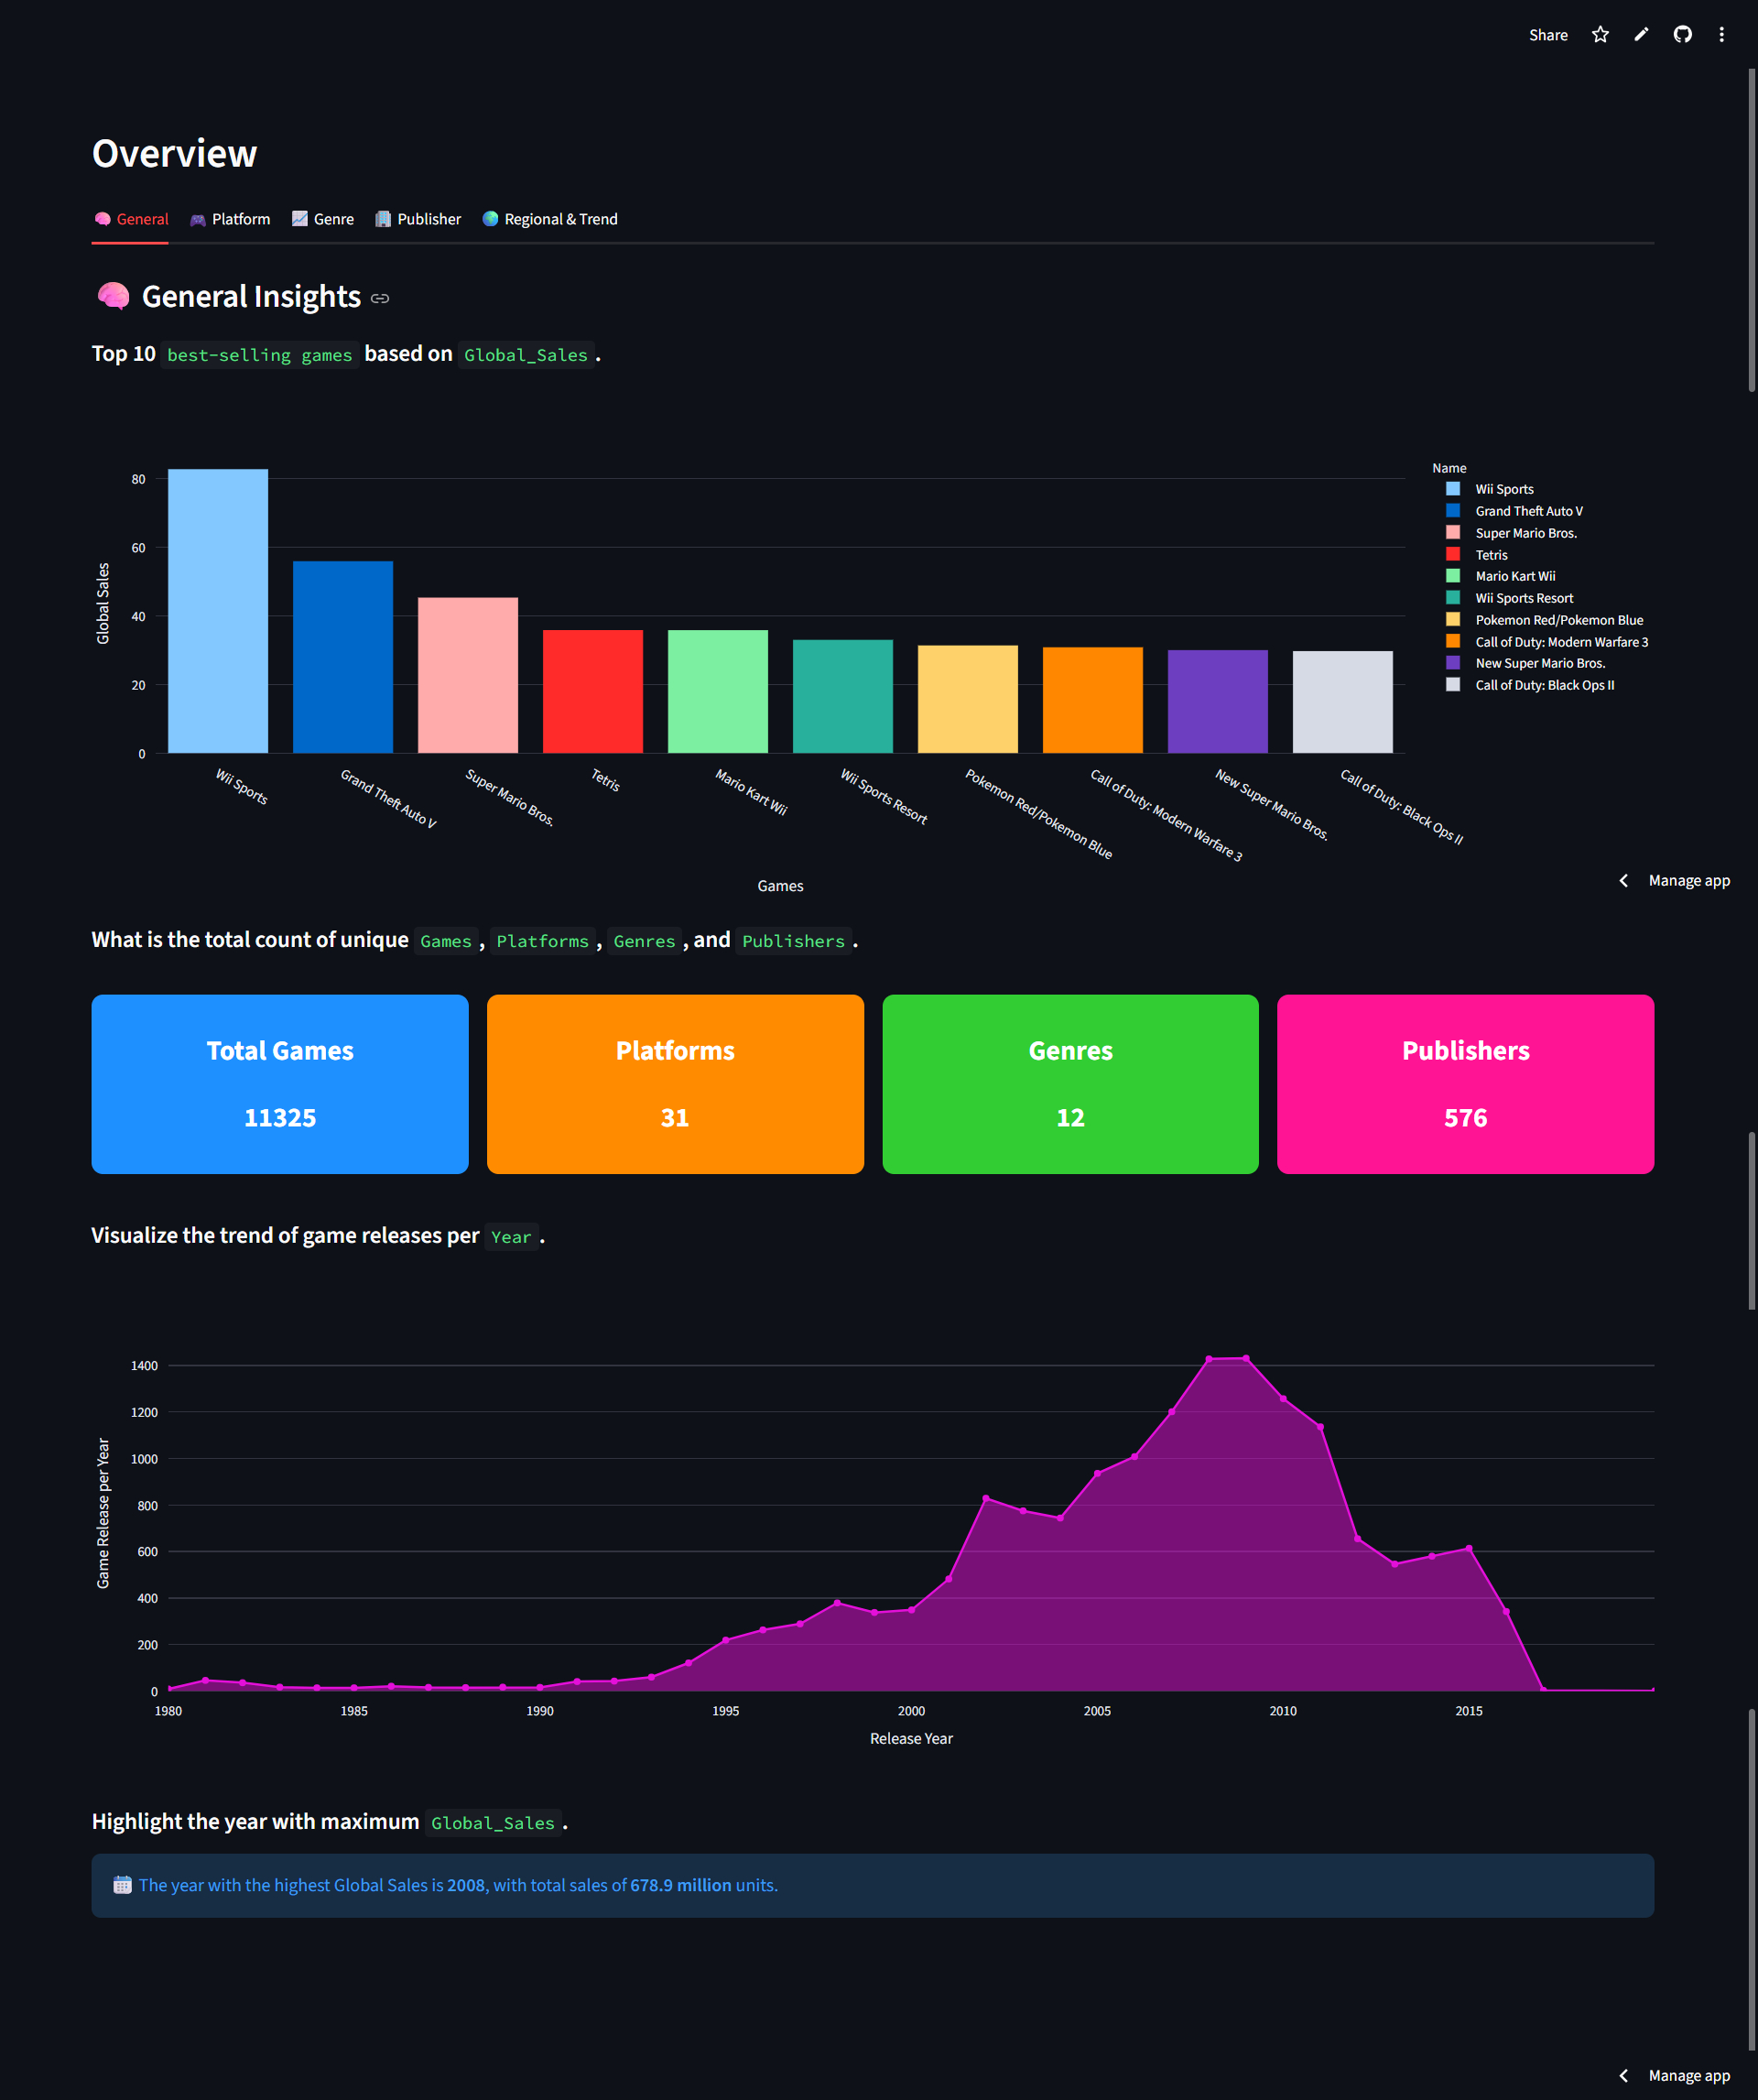 Share
Overview
General Platform Genre Publisher Regional & Trend
General Insights
Top 10 best-selling games based on Global_Sales.
80
60
40
20
0
Global Sales
Wii Sports
Grand Theft Auto V
Super Mario Bros.
Tetris
Mario Kart Wii
Wii Sports Resort
Pokemon Red/Pokemon Blue
Call of Duty: Modern Warfare 3
New Super Mario Bros.
Call of Duty: Black Ops II
Games
Name
Wii Sports
Grand Theft Auto V
Super Mario Bros.
Tetris
Mario Kart Wii
Wii Sports Resort
Pokemon Red/Pokemon Blue
Call of Duty: Modern Warfare 3
New Super Mario Bros.
Call of Duty: Black Ops II
Manage app
What is the total count of unique Games, Platforms, Genres, and Publishers.
Total Games
11325
Platforms
31
Genres
12
Publishers
576
Visualize the trend of game releases per Year.
1400
1200
1000
800
600
400
200
0
Game Release per Year
1980 1985 1990 1995 2000 2005 2010 2015
Release Year
Highlight the year with maximum Global_Sales.
The year with the highest Global Sales is 2008, with total sales of 678.9 million units.
Manage app